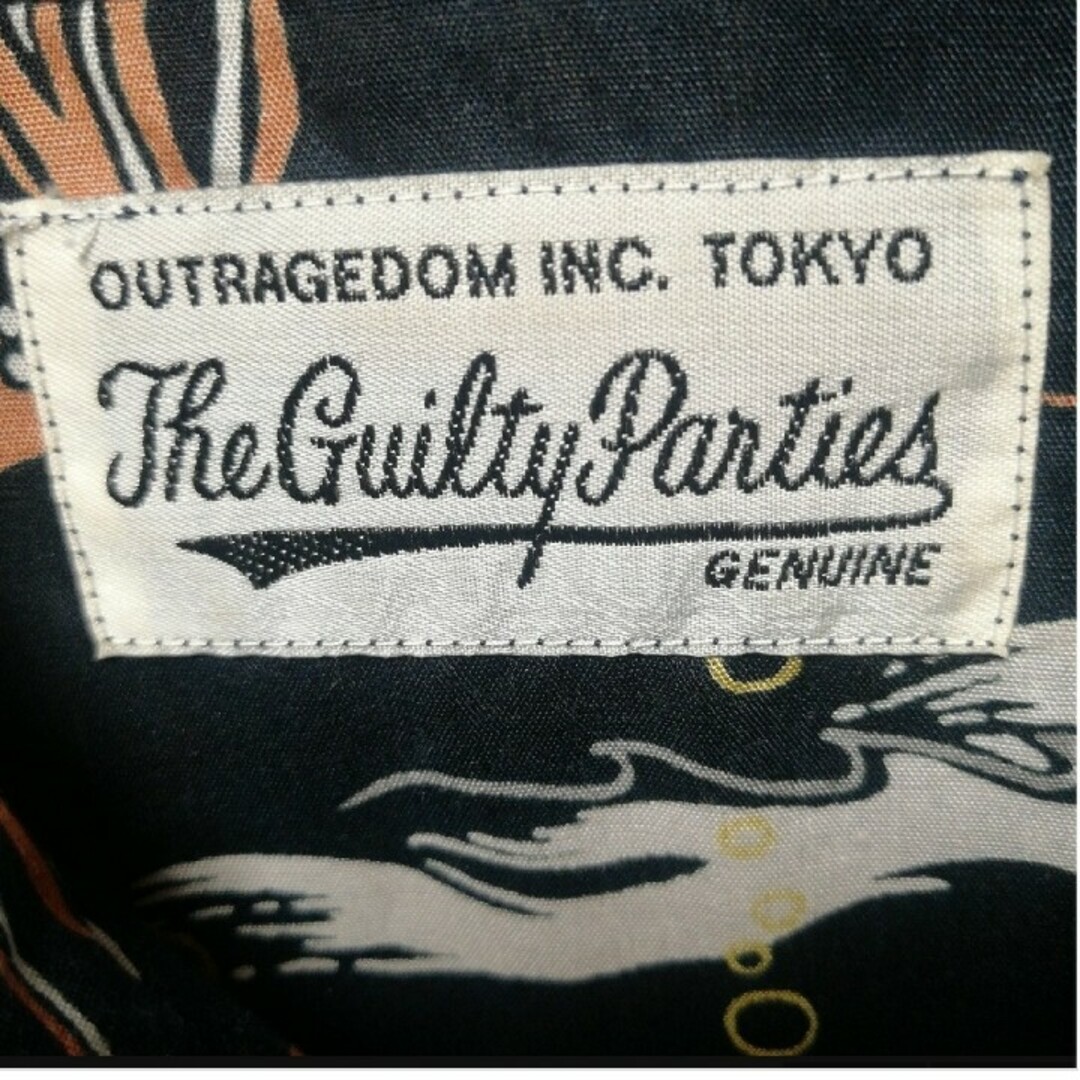 OUTRAGEDOM INC. TOKYO
The Guilty Parties
GENUINE